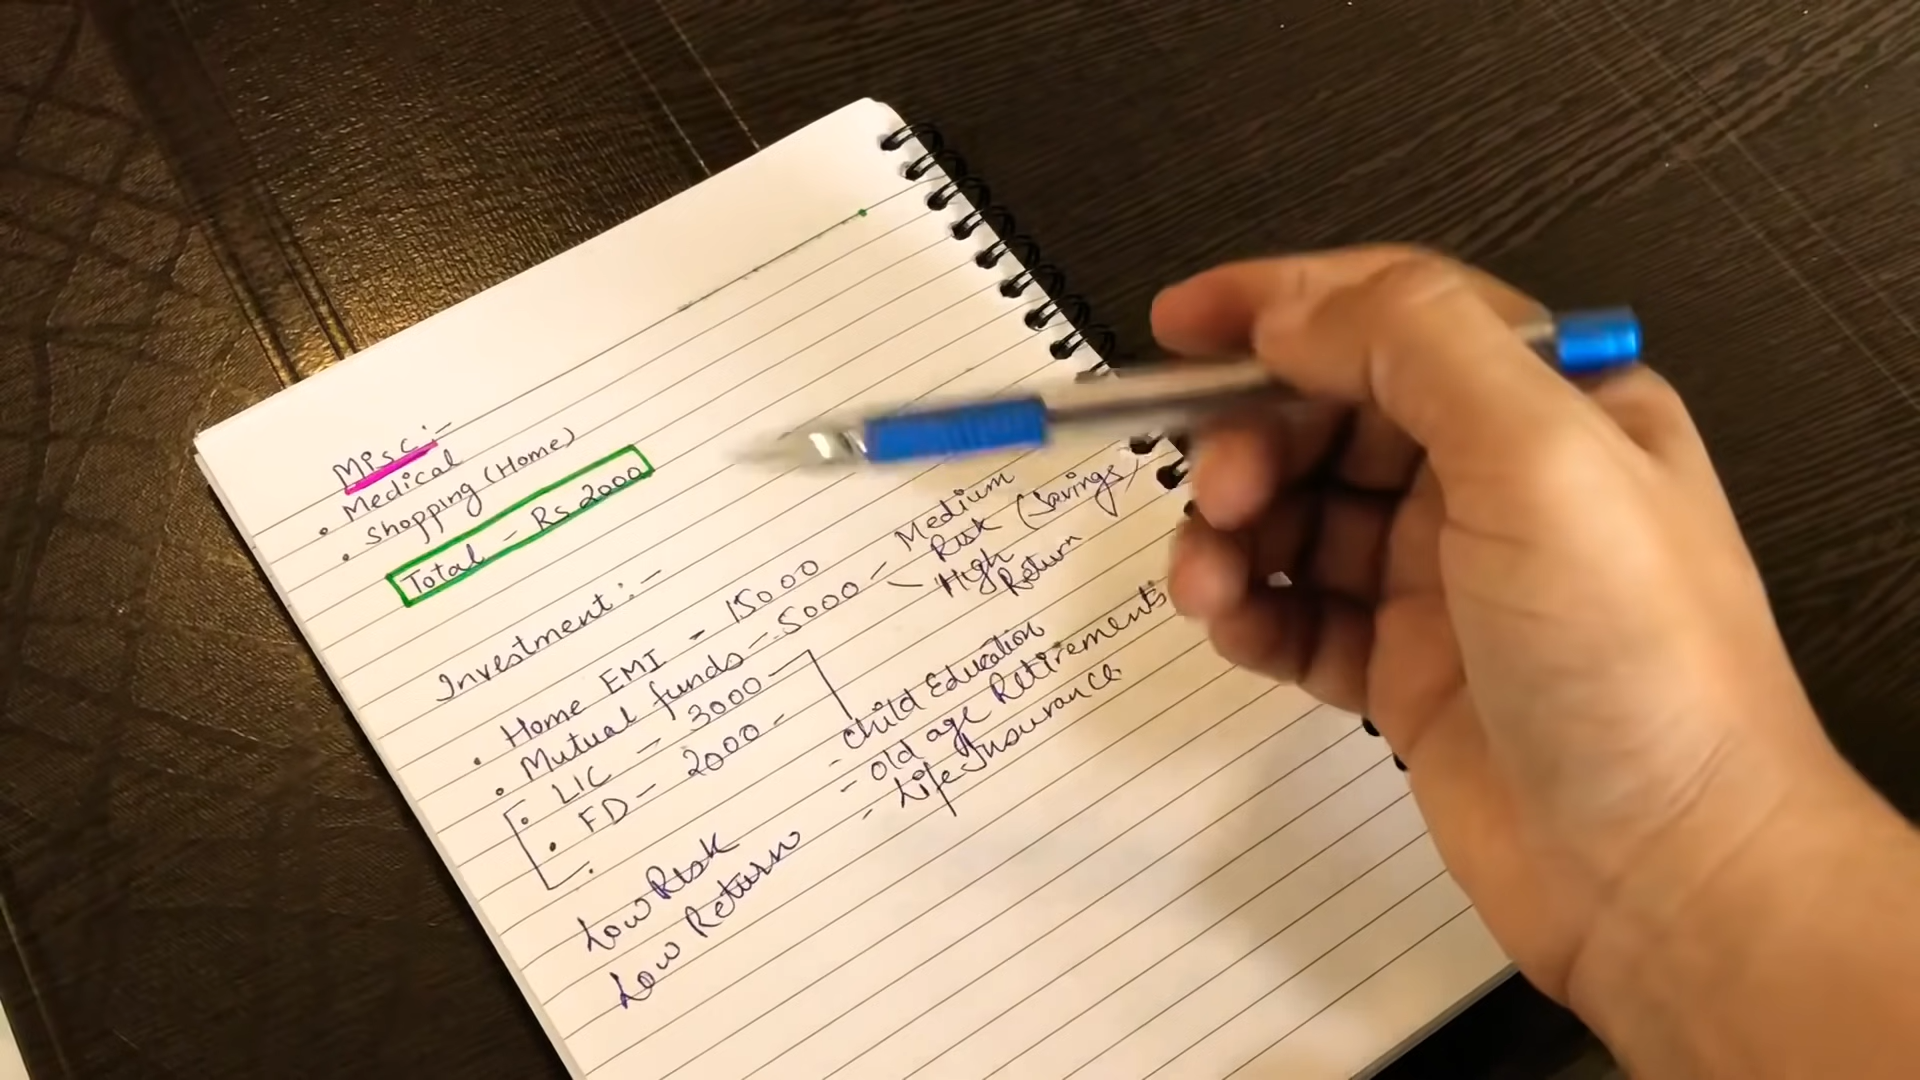 Misc :-
• Medical
• Shopping (Home)
Total - Rs 2000
Investment :-
• Home EMI - 15000
• Mutual funds - 5000 - Medium Risk (Savings)
- High Return
• LIC - 3000 -
• FD - 2000 -
- Child Education
- Old age Retirements
- Life Insurance
Low Risk
Low Return